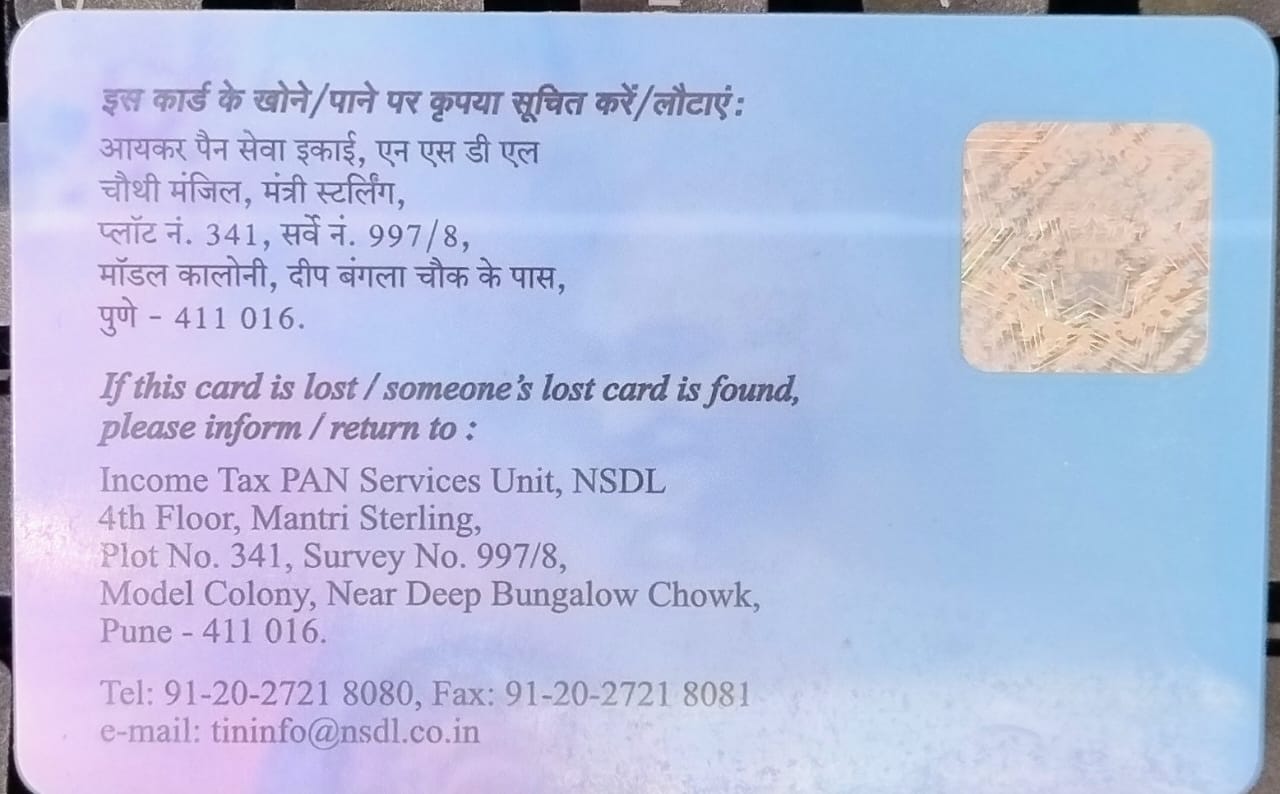 इस कार्ड के खोने/पाने पर कृपया सूचित करें/लौटाएं:
आयकर पैन सेवा इकाई, एन एस डी एल
चौथी मंजिल, मंत्री स्टर्लिंग,
प्लॉट नं. 341, सर्वे नं. 997/8,
मॉडल कालोनी, दीप बंगला चौक के पास,
पुणे - 411 016.
If this card is lost / someone's lost card is found,
please inform / return to :
Income Tax PAN Services Unit, NSDL
4th Floor, Mantri Sterling,
Plot No. 341, Survey No. 997/8,
Model Colony, Near Deep Bungalow Chowk,
Pune - 411 016.
Tel: 91-20-2721 8080, Fax: 91-20-2721 8081
e-mail: tininfo@nsdl.co.in